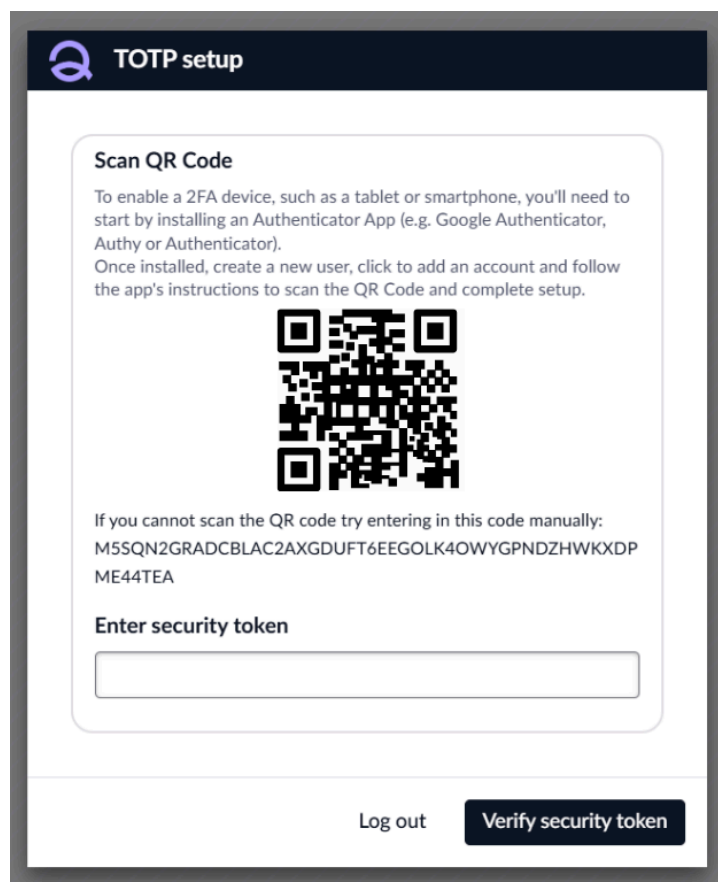 TOTP setup
Scan QR Code
To enable a 2FA device, such as a tablet or smartphone, you'll need to
start by installing an Authenticator App (e.g. Google Authenticator,
Authy or Authenticator).
Once installed, create a new user, click to add an account and follow
the app's instructions to scan the QR Code and complete setup.
If you cannot scan the QR code try entering in this code manually:
M5SQN2GRADCBLAC2AXGDUFT6EEGOLK4OWYGPNDZHWKXDP
ME44TEA
Enter security token
Log out
Verify security token